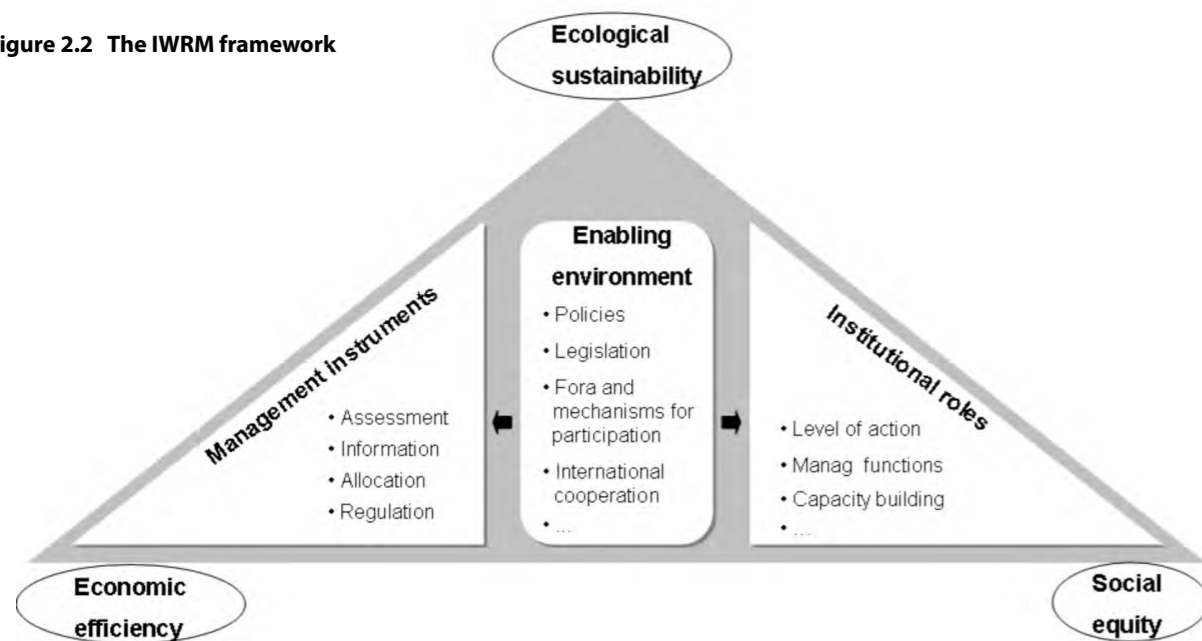 igure 2.2 The IWRM framework
Ecological
sustainability
Management instruments
• Assessment
• Information
• Allocation
• Regulation
Enabling
environment
• Policies
• Legislation
• Fora and
mechanisms for
participation
• International
cooperation
• ...
Institutional roles
• Level of action
• Manag functions
• Capacity building
• ...
Economic
efficiency
Social
equity